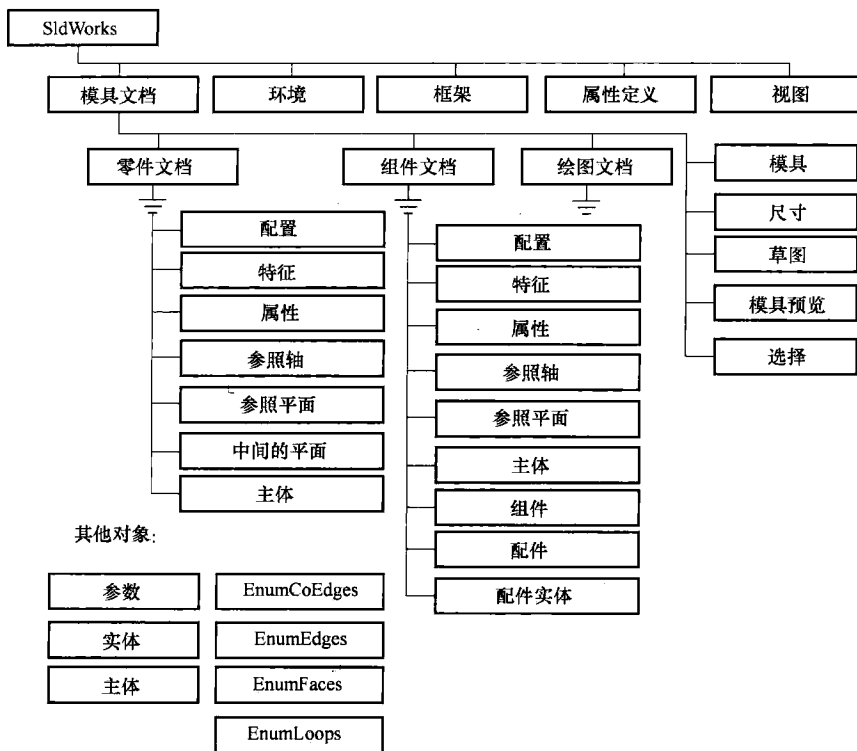 SldWorks
模具文档
环境
框架
属性定义
视图
零件文档
组件文档
绘图文档
模具
尺寸
草图
模具预览
选择
配置
特征
属性
参照轴
参照平面
中间的平面
主体
配置
特征
属性
参照轴
参照平面
主体
组件
配件
配件实体
其他对象：
参数
EnumCoEdges
实体
EnumEdges
主体
EnumFaces
EnumLoops